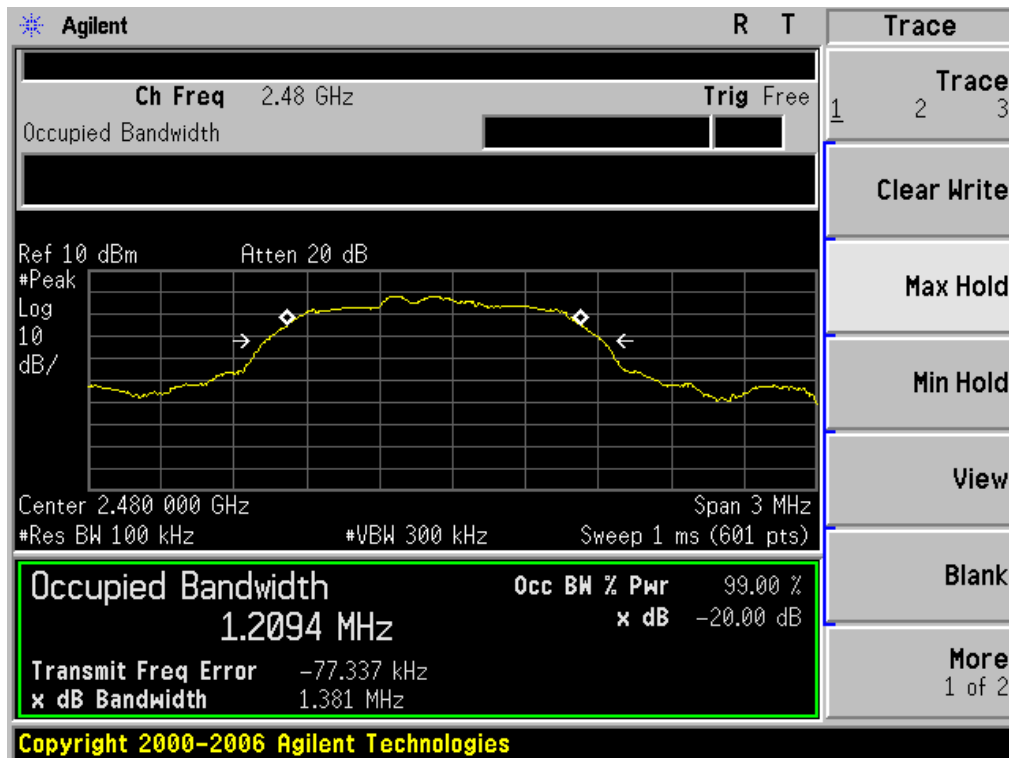 Agilent R T
Ch Freq 2.48 GHz Trig Free
Occupied Bandwidth
Ref 10 dBm Atten 20 dB
#Peak
Log
10
dB/
Center 2.480 000 GHz Span 3 MHz
#Res BW 100 kHz #VBW 300 kHz Sweep 1 ms (601 pts)
Occupied Bandwidth Occ BW % Pwr 99.00 %
1.2094 MHz x dB -20.00 dB
Transmit Freq Error -77.337 kHz
x dB Bandwidth 1.381 MHz
Copyright 2000-2006 Agilent Technologies
Trace
Trace
1 2 3
Clear Write
Max Hold
Min Hold
View
Blank
More
1 of 2